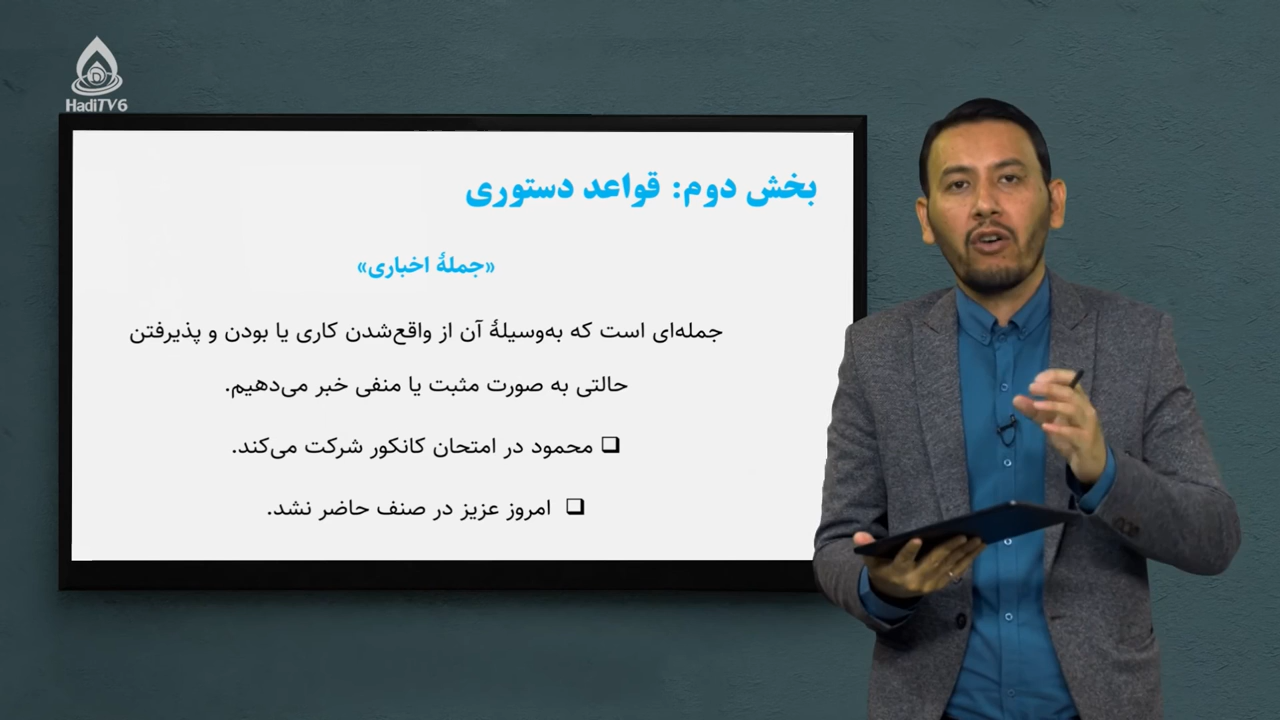 HadiTV6
بخش دوم: قواعد دستوری
«جملهٔ اخباری»
جمله‌ای است که به‌وسیلهٔ آن از واقع‌شدن کاری یا بودن و پذیرفتن
حالتی به صورت مثبت یا منفی خبر می‌دهیم.
❑ محمود در امتحان کانکور شرکت می‌کند.
❑ امروز عزیز در صنف حاضر نشد.